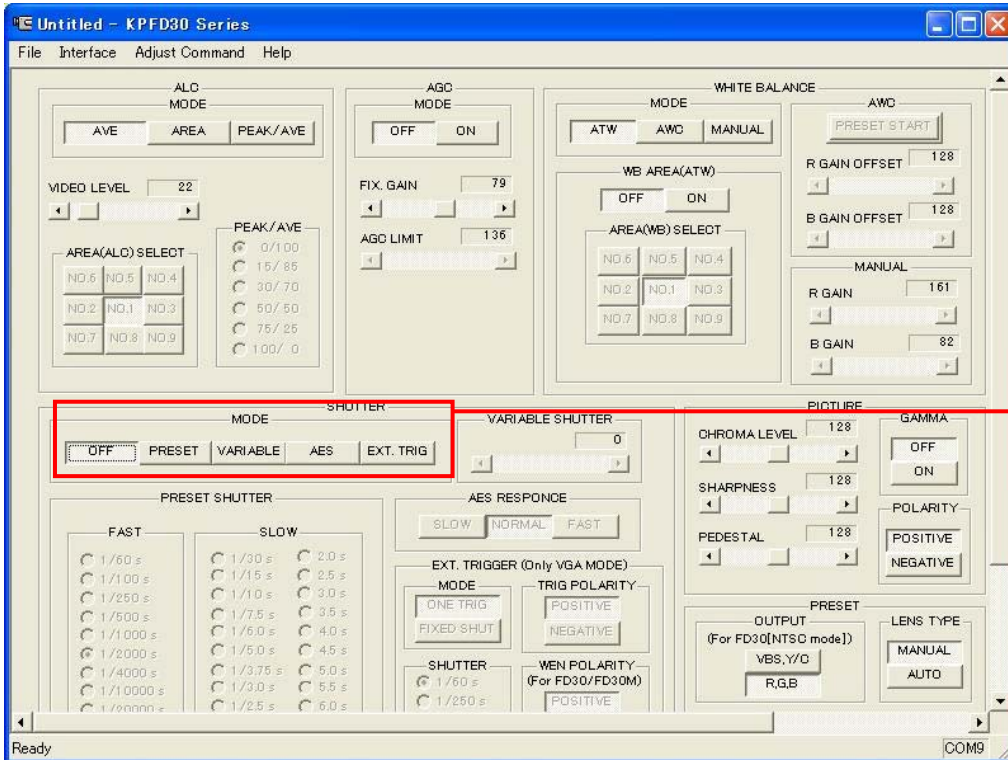 Untitled - KPFD30 Series
File Interface Adjust Command Help
ALC
MODE
AVE AREA PEAK/AVE
VIDEO LEVEL 22
AREA(ALC) SELECT
NO.6 NO.5 NO.4
NO.2 NO.1 NO.3
NO.7 NO.8 NO.9
PEAK/AVE
0/100
15/85
30/70
50/50
75/25
100/0
AGC
MODE
OFF ON
FIX. GAIN 79
AGC LIMIT 136
WHITE BALANCE
MODE
ATW AWC MANUAL
WB AREA(ATW)
OFF ON
AREA(WB) SELECT
NO.6 NO.5 NO.4
NO.2 NO.1 NO.3
NO.7 NO.8 NO.9
AWC
PRESET START
R GAIN OFFSET 128
B GAIN OFFSET 128
MANUAL
R GAIN 161
B GAIN 82
SHUTTER
MODE
OFF PRESET VARIABLE AES EXT. TRIG
VARIABLE SHUTTER
0
PRESET SHUTTER
FAST
1/60 s
1/100 s
1/250 s
1/500 s
1/1000 s
1/2000 s
1/4000 s
1/10000 s
1/20000 s
SLOW
1/30 s 2.0 s
1/15 s 2.5 s
1/10 s 3.0 s
1/7.5 s 3.5 s
1/6.0 s 4.0 s
1/5.0 s 4.5 s
1/3.75 s 5.0 s
1/3.0 s 5.5 s
1/2.5 s 6.0 s
AES RESPONCE
SLOW NORMAL FAST
EXT. TRIGGER (Only VGA MODE)
MODE
ONE TRIG
FIXED SHUT
TRIG POLARITY
POSITIVE
NEGATIVE
SHUTTER
1/60 s
1/250 s
WEN POLARITY
(For FD30/FD30M)
POSITIVE
PICTURE
CHROMA LEVEL 128
SHARPNESS 128
PEDESTAL 128
GAMMA
OFF
ON
POLARITY
POSITIVE
NEGATIVE
PRESET
OUTPUT
(For FD30[NTSC mode])
VBS,Y/C
R,G,B
LENS TYPE
MANUAL
AUTO
Ready COM9